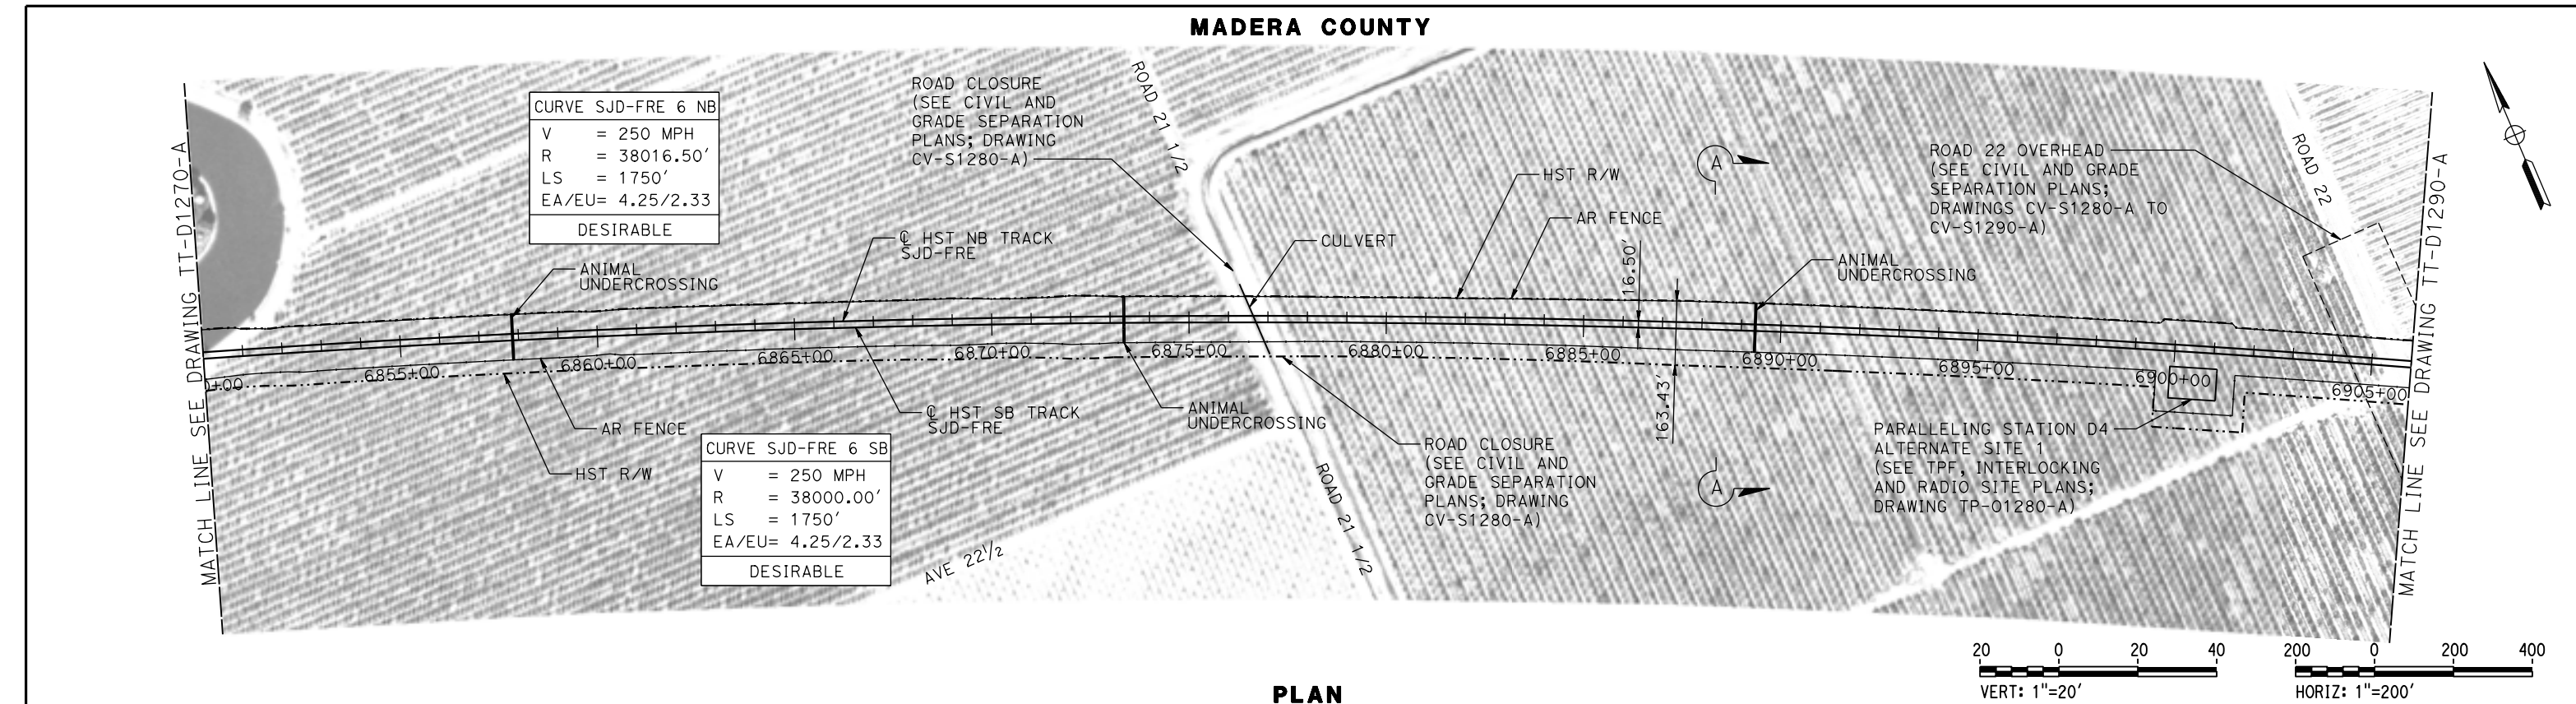 MADERA COUNTY
MATCH LINE SEE DRAWING TT-D1270-A
CURVE SJD-FRE 6 NB
V = 250 MPH
R = 38016.50'
LS = 1750'
EA/EU= 4.25/2.33
DESIRABLE
ROAD CLOSURE
(SEE CIVIL AND
GRADE SEPARATION
PLANS; DRAWING
CV-S1280-A)
ROAD 21 1/2
HST R/W
AR FENCE
A
ROAD 22 OVERHEAD
(SEE CIVIL AND GRADE
SEPARATION PLANS;
DRAWINGS CV-S1280-A TO
CV-S1290-A)
ROAD 22
MATCH LINE SEE DRAWING TT-D1290-A
ANIMAL
UNDERCROSSING
℄ HST NB TRACK
SJD-FRE
CULVERT
16.50'
ANIMAL
UNDERCROSSING
0+00
6855+00
6860+00
6865+00
6870+00
6875+00
6880+00
6885+00
6890+00
6895+00
6900+00
6905+00
163.43'
AR FENCE
HST R/W
℄ HST SB TRACK
SJD-FRE
ANIMAL
UNDERCROSSING
CURVE SJD-FRE 6 SB
V = 250 MPH
R = 38000.00'
LS = 1750'
EA/EU= 4.25/2.33
DESIRABLE
AVE 22½
ROAD 21 1/2
ROAD CLOSURE
(SEE CIVIL AND
GRADE SEPARATION
PLANS; DRAWING
CV-S1280-A)
A
PARALLELING STATION D4
ALTERNATE SITE 1
(SEE TPF, INTERLOCKING
AND RADIO SITE PLANS;
DRAWING TP-O1280-A)
20 0 20 40
VERT: 1"=20'
200 0 200 400
HORIZ: 1"=200'
PLAN